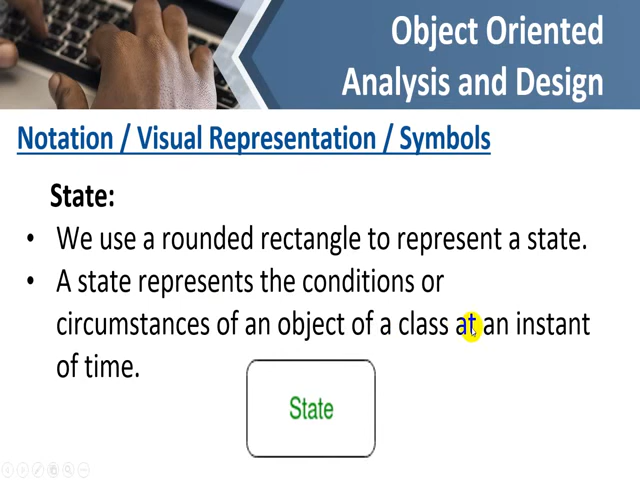 Object Oriented
Analysis and Design
Notation / Visual Representation / Symbols
State:
• We use a rounded rectangle to represent a state.
• A state represents the conditions or
circumstances of an object of a class at an instant
of time.
State